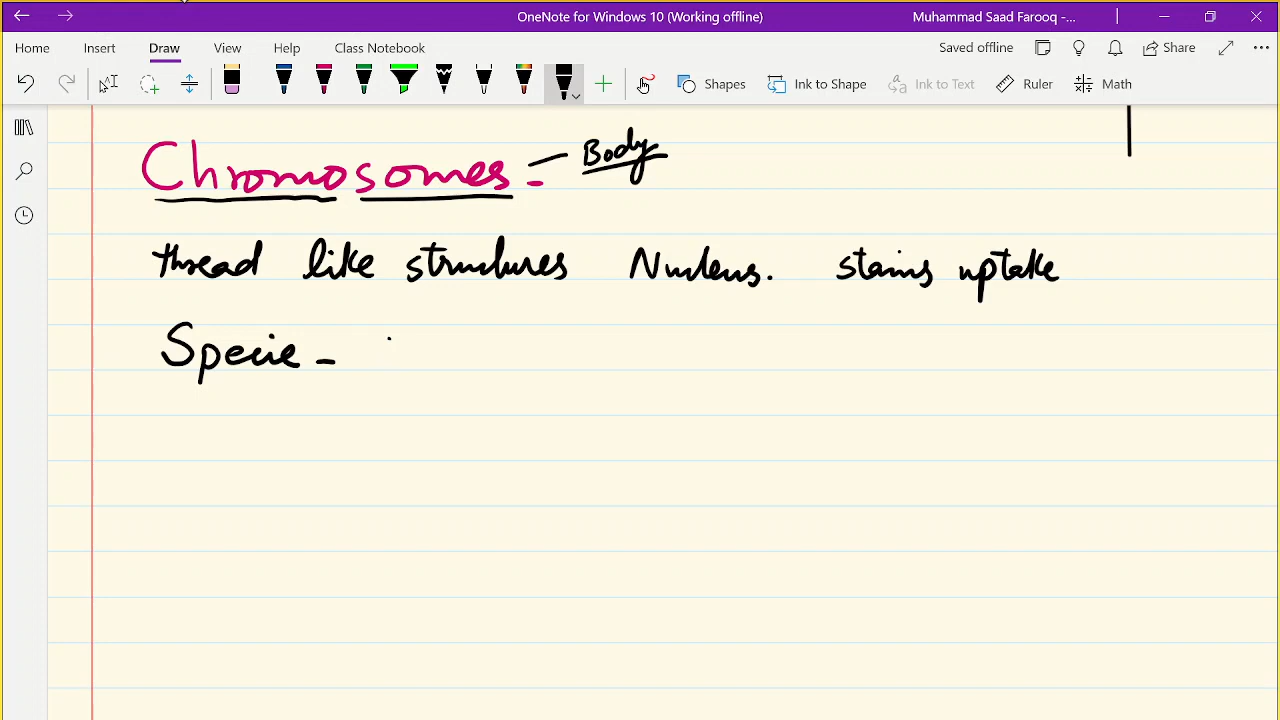 OneNote for Windows 10 (Working offline) Muhammad Saad Farooq -...
Home Insert Draw View Help Class Notebook Saved offline Share
Shapes Ink to Shape Ink to Text Ruler Math
Chromosomes - Body
thread like structures Nucleus. stains uptake
Specie -